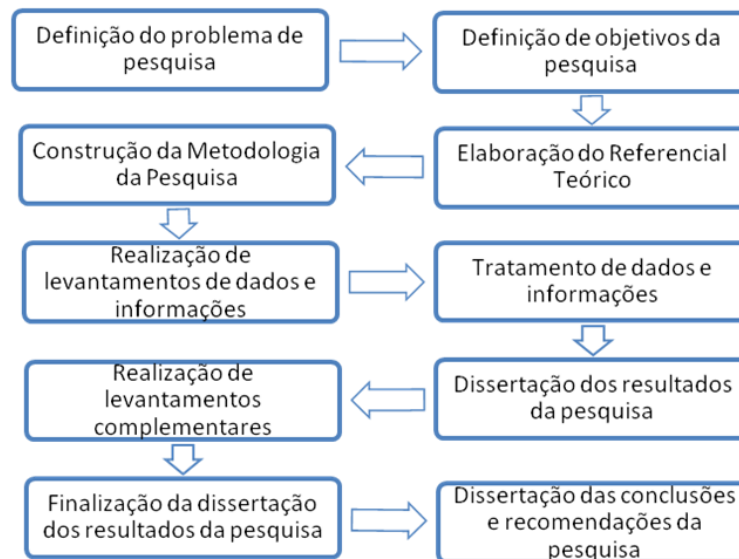 Definição do problema de
pesquisa
Definição de objetivos da
pesquisa
Elaboração do Referencial
Teórico
Construção da Metodologia
da Pesquisa
Realização de
levantamentos de dados e
informações
Tratamento de dados e
informações
Dissertação dos resultados
da pesquisa
Realização de
levantamentos
complementares
Finalização da dissertação
dos resultados da pesquisa
Dissertação das conclusões
e recomendações da
pesquisa